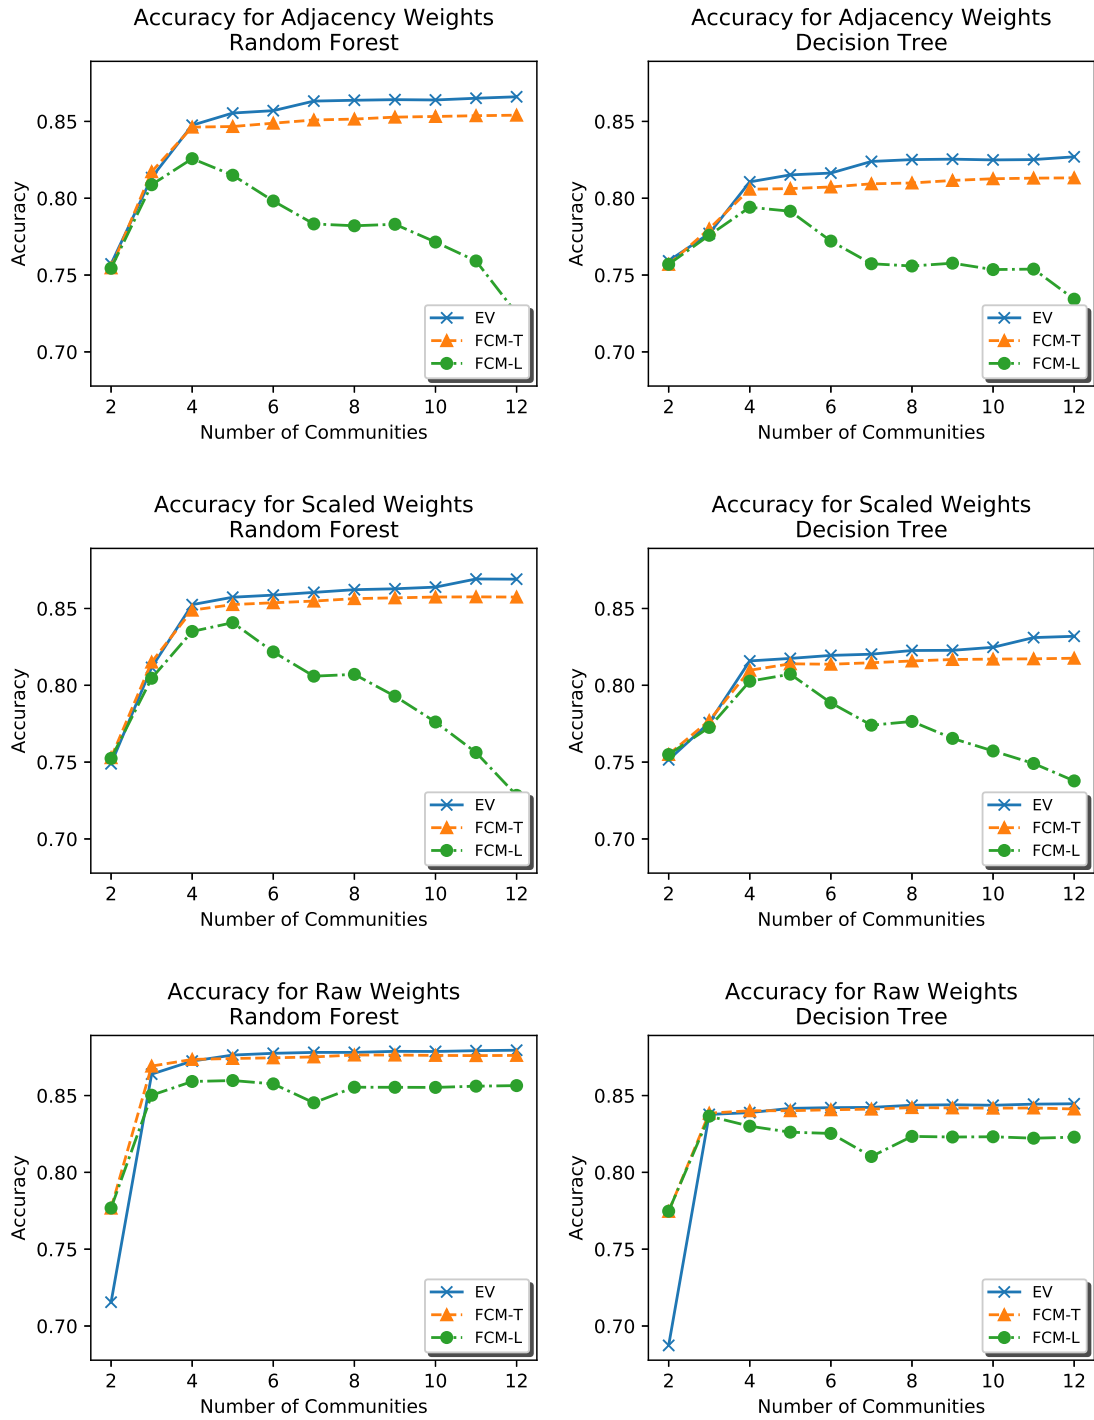 Accuracy for Adjacency Weights
Random Forest
Accuracy
0.85
0.80
0.75
0.70
EV
FCM-T
FCM-L
2 4 6 8 10 12
Number of Communities
Accuracy for Adjacency Weights
Decision Tree
Accuracy
0.85
0.80
0.75
0.70
EV
FCM-T
FCM-L
2 4 6 8 10 12
Number of Communities
Accuracy for Scaled Weights
Random Forest
Accuracy
0.85
0.80
0.75
0.70
EV
FCM-T
FCM-L
2 4 6 8 10 12
Number of Communities
Accuracy for Scaled Weights
Decision Tree
Accuracy
0.85
0.80
0.75
0.70
EV
FCM-T
FCM-L
2 4 6 8 10 12
Number of Communities
Accuracy for Raw Weights
Random Forest
Accuracy
0.85
0.80
0.75
0.70
EV
FCM-T
FCM-L
2 4 6 8 10 12
Number of Communities
Accuracy for Raw Weights
Decision Tree
Accuracy
0.85
0.80
0.75
0.70
EV
FCM-T
FCM-L
2 4 6 8 10 12
Number of Communities